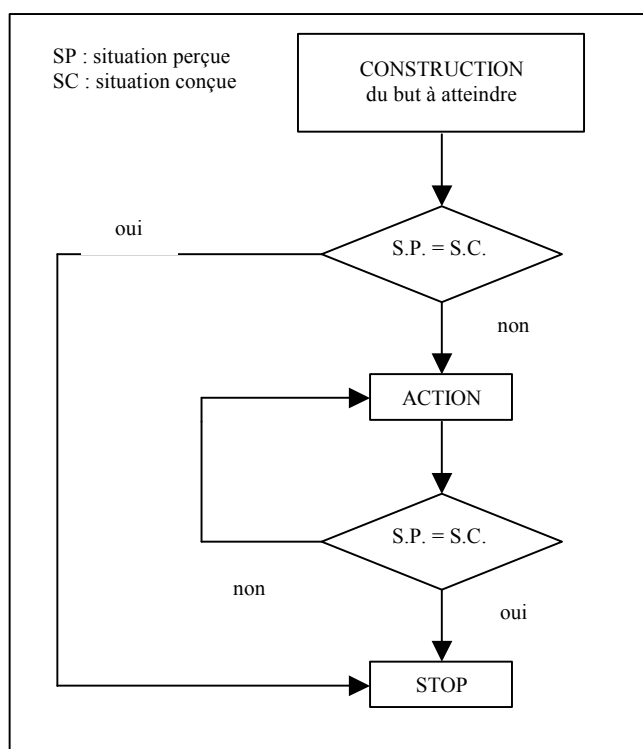 SP : situation perçue
SC : situation conçue
CONSTRUCTION
du but à atteindre
oui
S.P. = S.C.
non
ACTION
S.P. = S.C.
non
oui
STOP